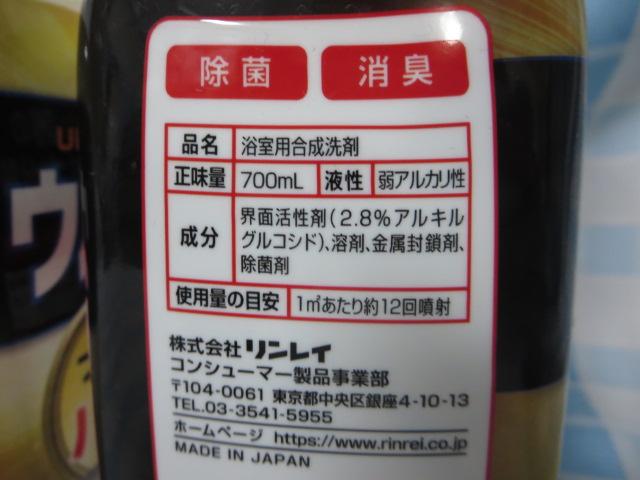 除菌 消臭
品名 浴室用合成洗剤
正味量 700mL 液性 弱アルカリ性
成分 界面活性剤(2.8%アルキル
グルコシド)、溶剤、金属封鎖剤、
除菌剤
使用量の目安 1㎡あたり約12回噴射
株式会社 リンレイ
コンシューマー製品事業部
〒104-0061 東京都中央区銀座4-10-13
TEL.03-3541-5955
ホームページ https://www.rinrei.co.jp
MADE IN JAPAN
ウ